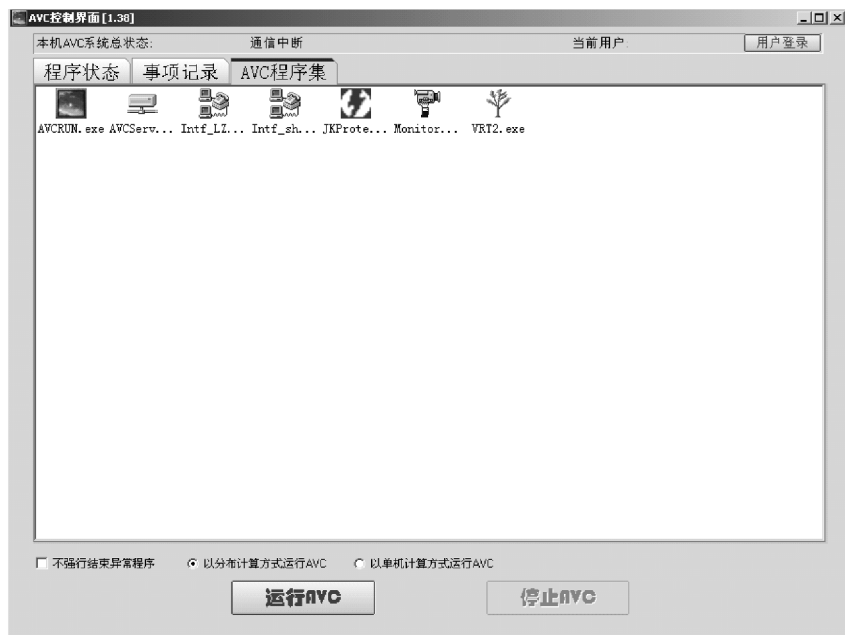 AVC控制界面[1.38]
本机AVC系统总状态: 通信中断 当前用户: 用户登录
程序状态 事项记录 AVC程序集
AVCRUN.exe AVCServ... Intf_LZ... Intf_sh... JKProte... Monitor... VRT2.exe
不强行结束异常程序 以分布计算方式运行AVC 以单机计算方式运行AVC
运行AVC 停止AVC